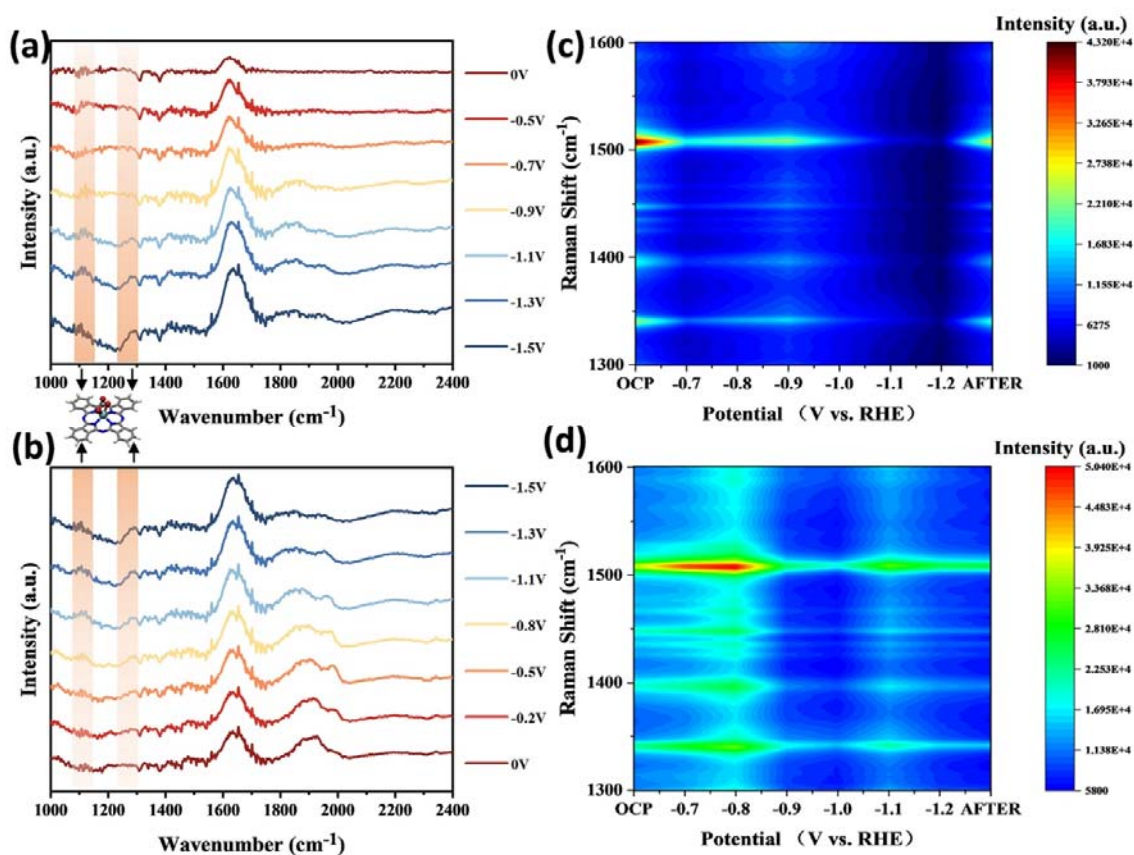 (a)
Intensity (a.u.)
0V
-0.5V
-0.7V
-0.9V
-1.1V
-1.3V
-1.5V
1000 1200 1400 1600 1800 2000 2200 2400
Wavenumber (cm-1)
(c)
Intensity (a.u.)
Raman Shift (cm-1)
1600
1500
1400
1300
OCP -0.7 -0.8 -0.9 -1.0 -1.1 -1.2 AFTER
Potential （V vs. RHE）
4.320E+4
3.793E+4
3.265E+4
2.738E+4
2.210E+4
1.683E+4
1.155E+4
6275
1000
(b)
Intensity (a.u.)
-1.5V
-1.3V
-1.1V
-0.8V
-0.5V
-0.2V
0V
1000 1200 1400 1600 1800 2000 2200 2400
Wavenumber (cm-1)
(d)
Intensity (a.u.)
Raman Shift (cm-1)
1600
1500
1400
1300
OCP -0.7 -0.8 -0.9 -1.0 -1.1 -1.2 AFTER
Potential （V vs. RHE）
5.040E+4
4.483E+4
3.925E+4
3.368E+4
2.810E+4
2.253E+4
1.695E+4
1.138E+4
5800